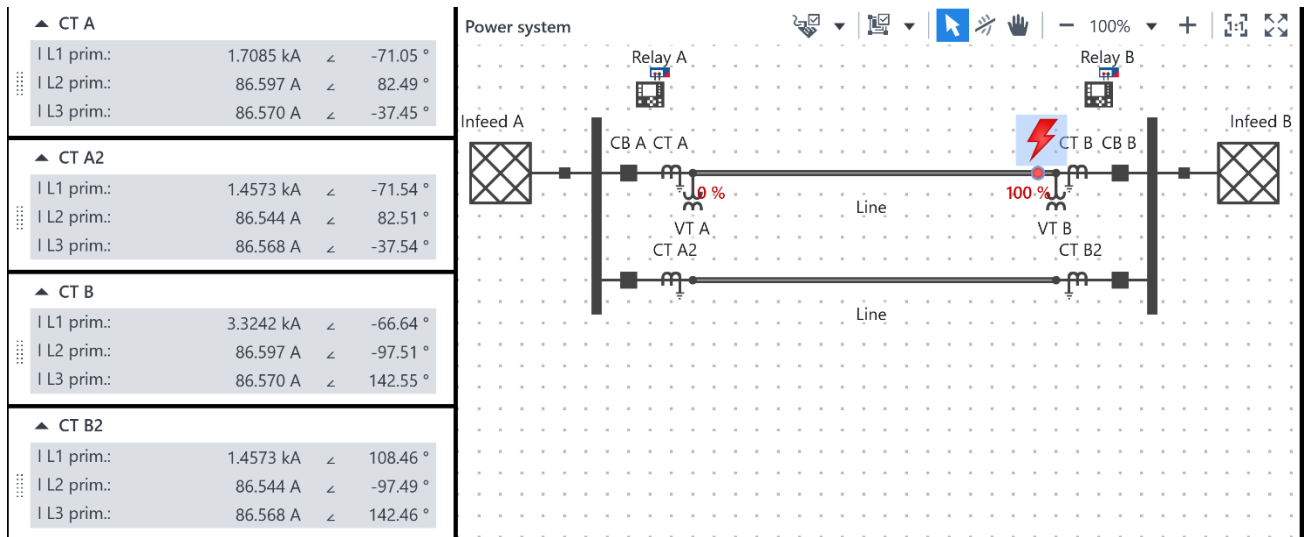 CT A
I L1 prim.: 1.7085 kA ∠ -71.05 °
I L2 prim.: 86.597 A ∠ 82.49 °
I L3 prim.: 86.570 A ∠ -37.45 °
CT A2
I L1 prim.: 1.4573 kA ∠ -71.54 °
I L2 prim.: 86.544 A ∠ 82.51 °
I L3 prim.: 86.568 A ∠ -37.54 °
CT B
I L1 prim.: 3.3242 kA ∠ -66.64 °
I L2 prim.: 86.597 A ∠ -97.51 °
I L3 prim.: 86.570 A ∠ 142.55 °
CT B2
I L1 prim.: 1.4573 kA ∠ 108.46 °
I L2 prim.: 86.544 A ∠ -97.49 °
I L3 prim.: 86.568 A ∠ 142.46 °
Power system
100%
1:1
Relay A
Relay B
Infeed A
Infeed B
CB A CT A
CT B CB B
0 %
100 %
Line
VT A
VT B
CT A2
CT B2
Line